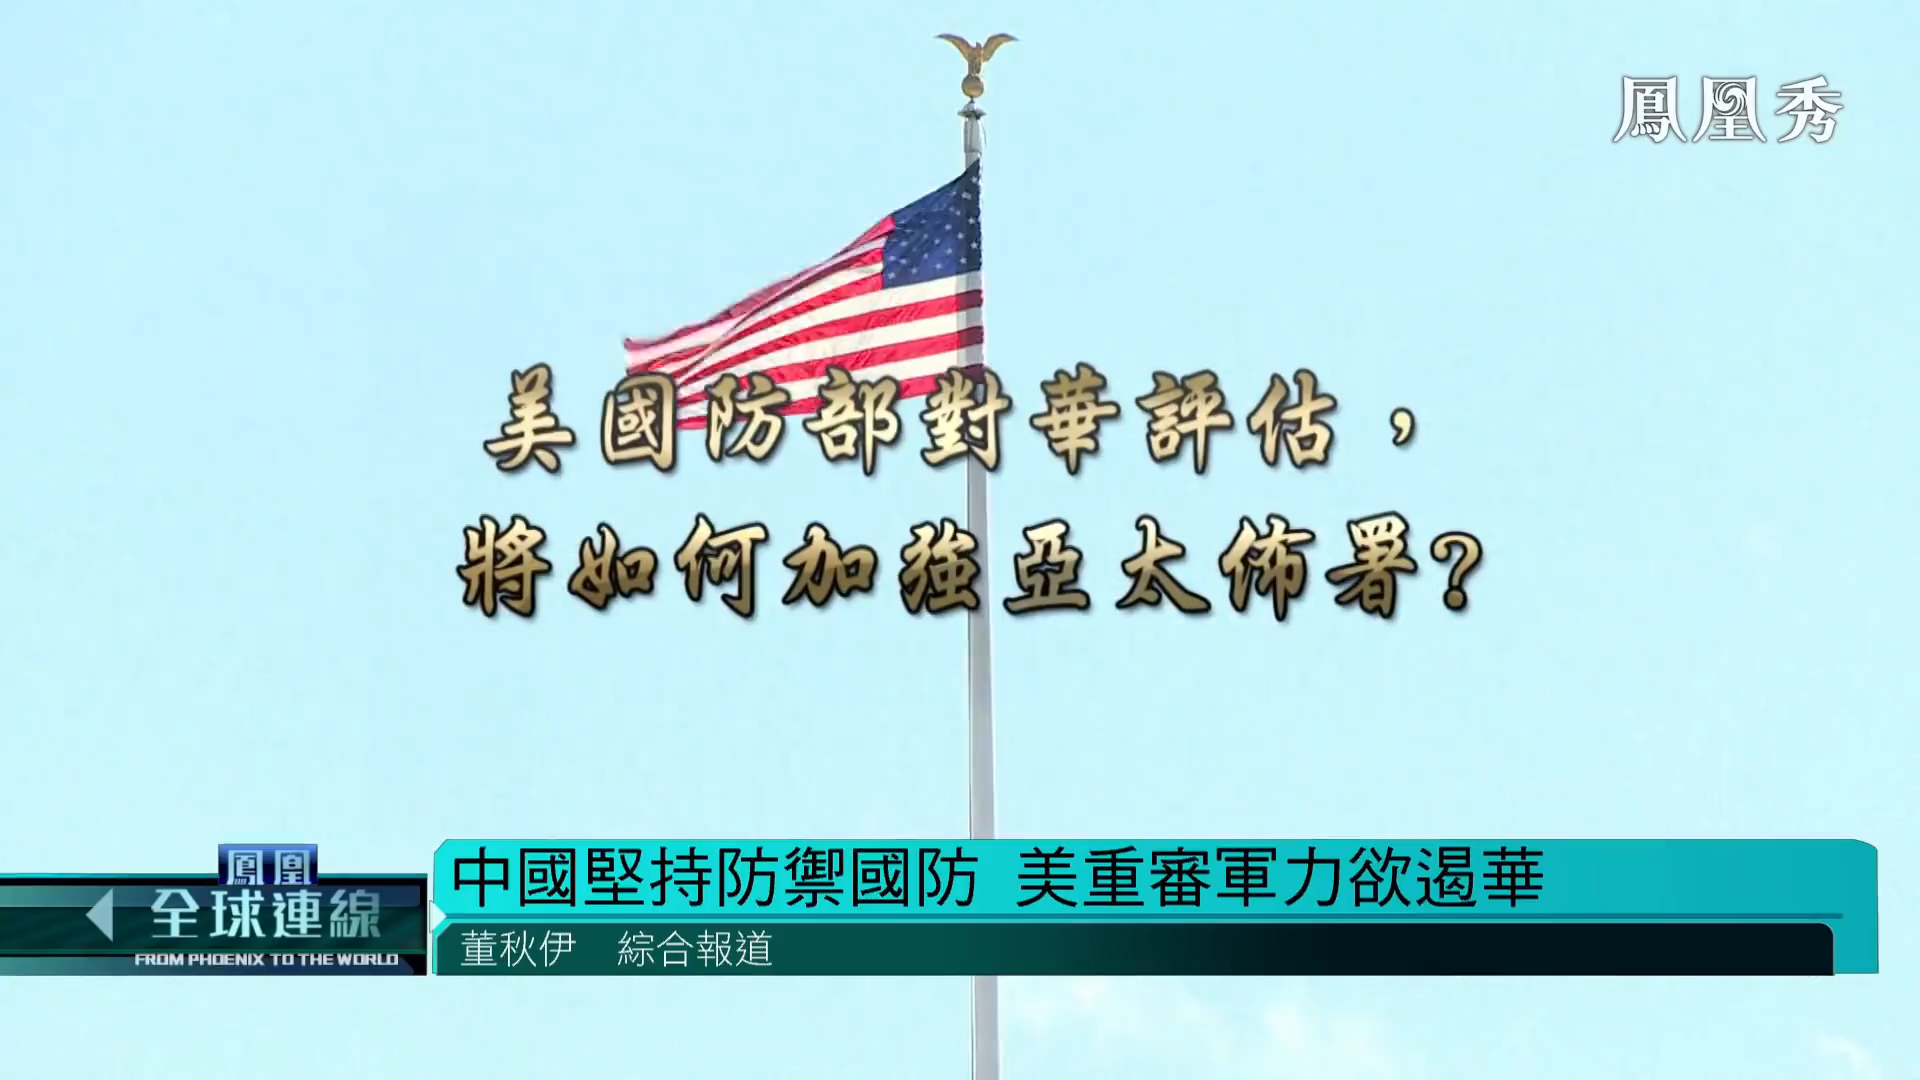 鳳凰秀
美國防部對華評估，
將如何加強亞太佈署?
鳳凰
全球連線
FROM PHOENIX TO THE WORLD
中國堅持防禦國防 美重審軍力欲遏華
董秋伊 綜合報道